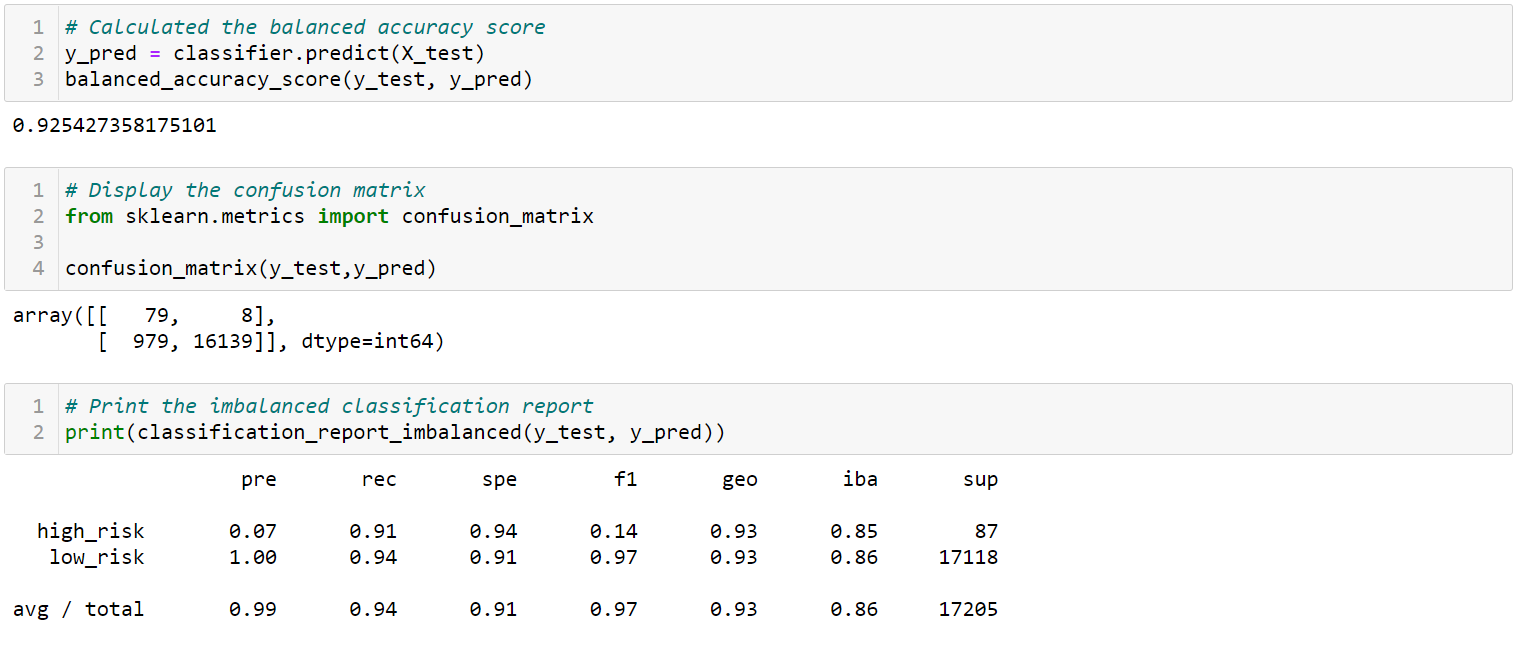 1 # Calculated the balanced accuracy score
2 y_pred = classifier.predict(X_test)
3 balanced_accuracy_score(y_test, y_pred)
0.925427358175101
1 # Display the confusion matrix
2 from sklearn.metrics import confusion_matrix
3
4 confusion_matrix(y_test,y_pred)
array([[   79,     8],
       [  979, 16139]], dtype=int64)
1 # Print the imbalanced classification report
2 print(classification_report_imbalanced(y_test, y_pred))
                   pre       rec       spe        f1       geo       iba       sup
  high_risk       0.07      0.91      0.94      0.14      0.93      0.85        87
   low_risk       1.00      0.94      0.91      0.97      0.93      0.86     17118
avg / total       0.99      0.94      0.91      0.97      0.93      0.86     17205